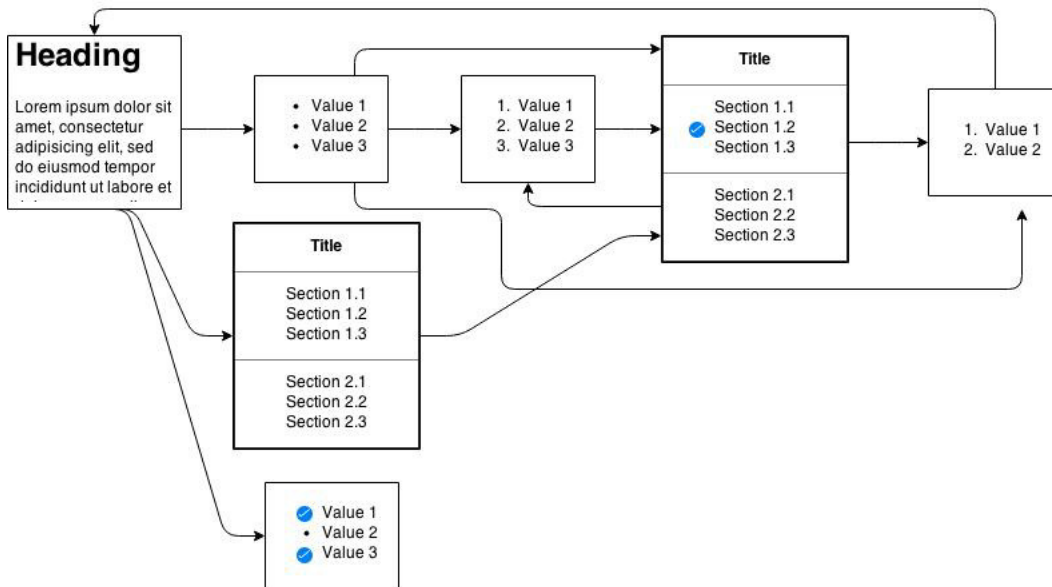 Heading
Lorem ipsum dolor sit
amet, consectetur
adipisicing elit, sed
do eiusmod tempor
incididunt ut labore et
• Value 1
• Value 2
• Value 3
1. Value 1
2. Value 2
3. Value 3
Title
Section 1.1
Section 1.2
Section 1.3
Section 2.1
Section 2.2
Section 2.3
1. Value 1
2. Value 2
Title
Section 1.1
Section 1.2
Section 1.3
Section 2.1
Section 2.2
Section 2.3
Value 1
• Value 2
Value 3